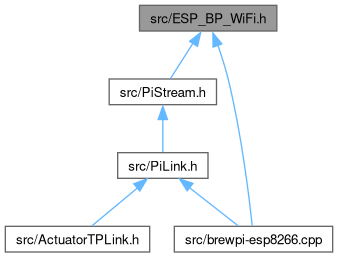 src/ESP_BP_WiFi.h
src/PiStream.h
src/PiLink.h
src/ActuatorTPLink.h
src/brewpi-esp8266.cpp